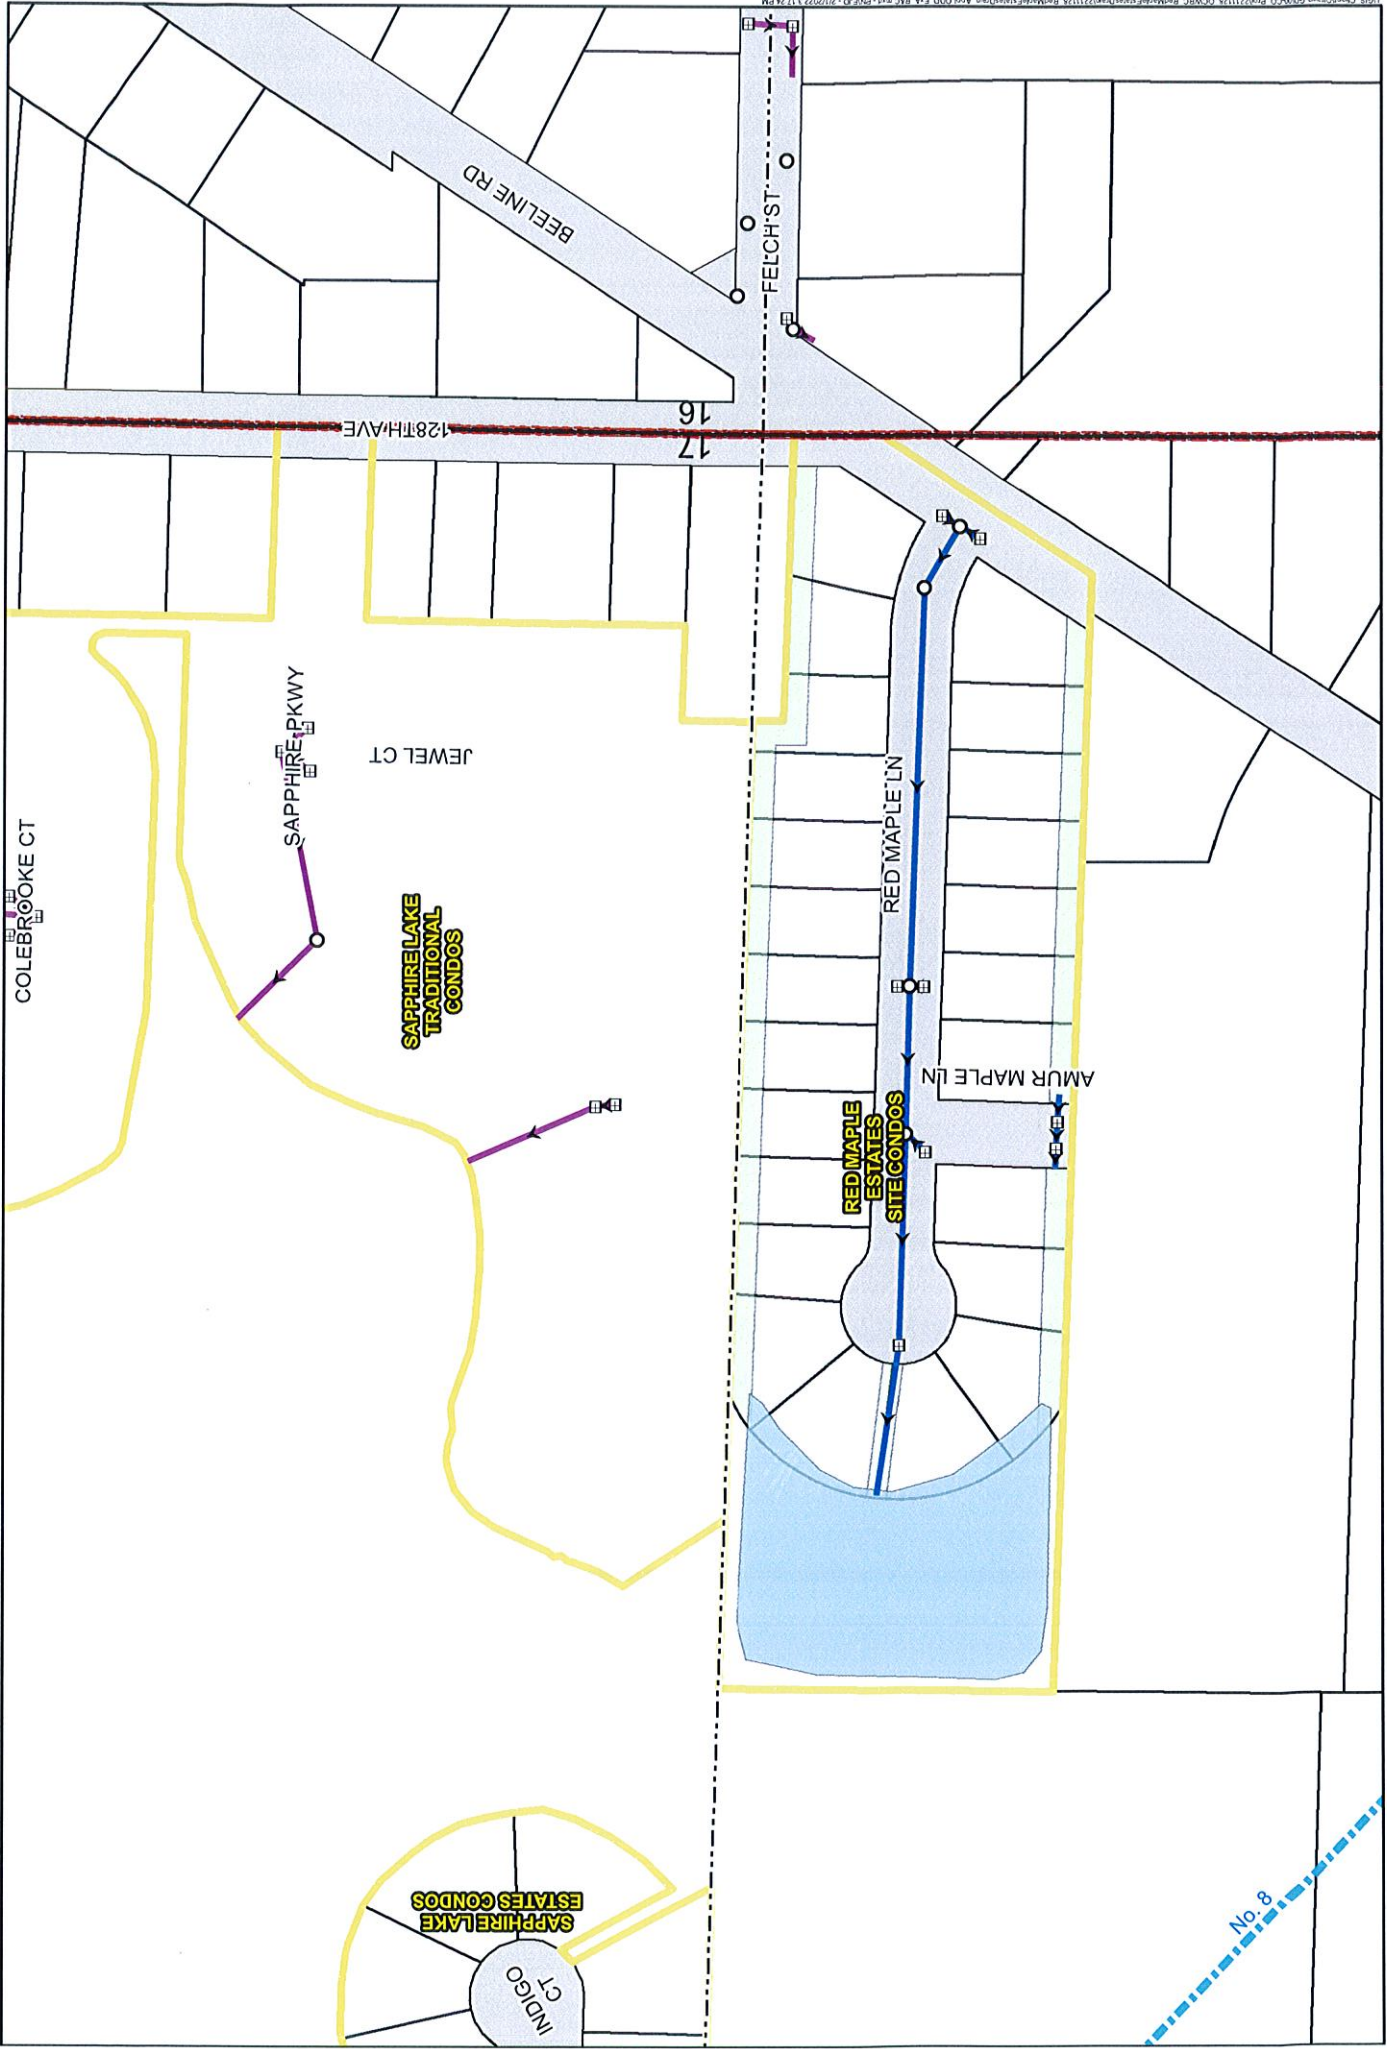 BEELINE RD
FELCH ST
16
17
128TH AVE
SAPPHIRE PKWY
JEWEL CT
COLEBROOKE CT
SAPPHIRE LAKE
TRADITIONAL
CONDOS
RED MAPLE LN
AMUR MAPLE LN
RED MAPLE
ESTATES
SITE CONDOS
SAPPHIRE LAKE
ESTATES CONDOS
INDIGO
CT
No. 8